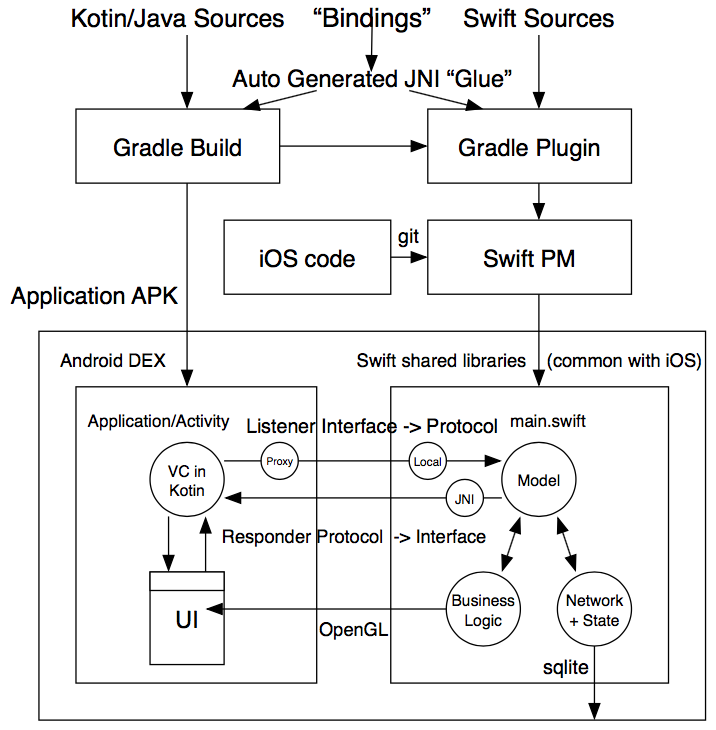 Kotin/Java Sources
“Bindings”
Swift Sources
Auto Generated JNI “Glue”
Gradle Build
Gradle Plugin
git
iOS code
Swift PM
Application APK
Android DEX
Swift shared libraries
(common with iOS)
Application/Activity
Listener Interface -> Protocol
main.swift
VC in
Kotin
Proxy
Local
Model
JNI
Responder Protocol -> Interface
UI
Business
Logic
Network
+ State
OpenGL
sqlite